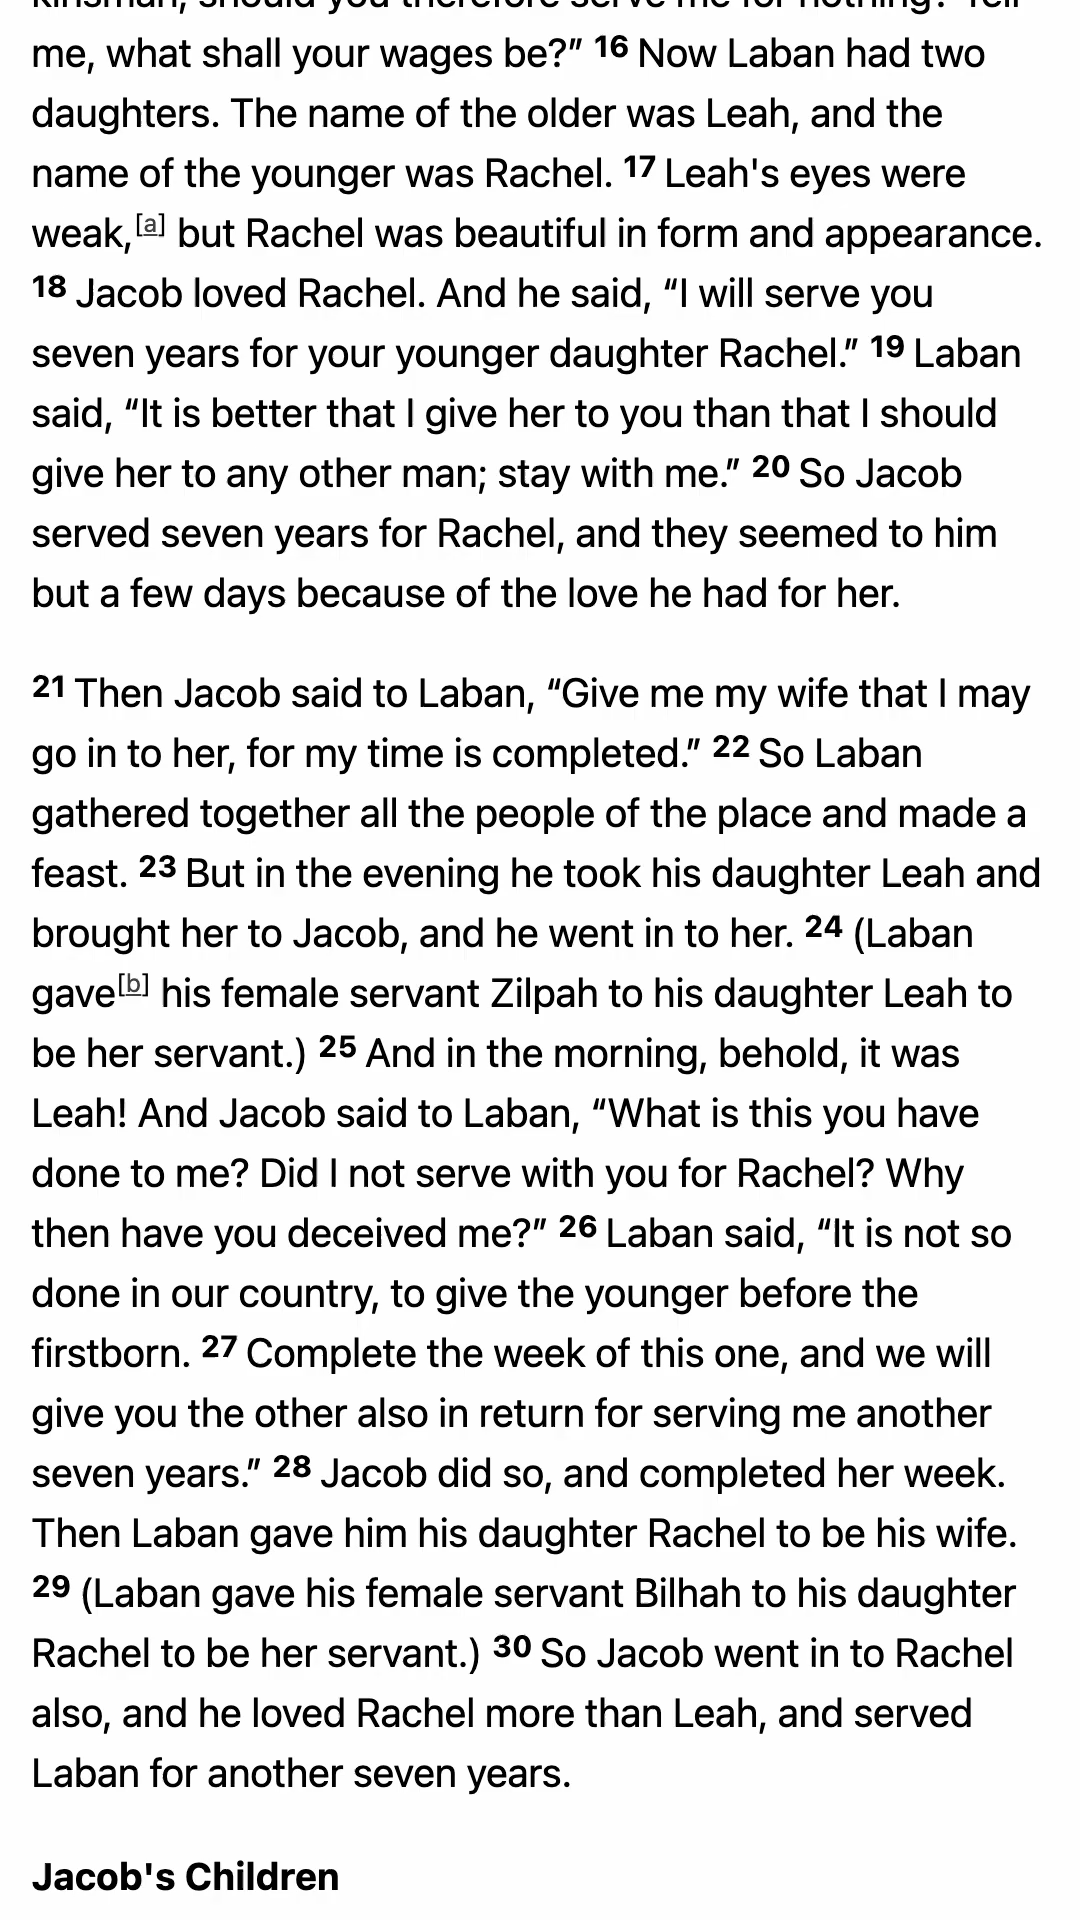 kinsman, should you therefore serve me for nothing? Tell
me, what shall your wages be?” 16 Now Laban had two
daughters. The name of the older was Leah, and the
name of the younger was Rachel. 17 Leah's eyes were
weak,[a] but Rachel was beautiful in form and appearance.
18 Jacob loved Rachel. And he said, “I will serve you
seven years for your younger daughter Rachel.” 19 Laban
said, “It is better that I give her to you than that I should
give her to any other man; stay with me.” 20 So Jacob
served seven years for Rachel, and they seemed to him
but a few days because of the love he had for her.
21 Then Jacob said to Laban, “Give me my wife that I may
go in to her, for my time is completed.” 22 So Laban
gathered together all the people of the place and made a
feast. 23 But in the evening he took his daughter Leah and
brought her to Jacob, and he went in to her. 24 (Laban
gave[b] his female servant Zilpah to his daughter Leah to
be her servant.) 25 And in the morning, behold, it was
Leah! And Jacob said to Laban, “What is this you have
done to me? Did I not serve with you for Rachel? Why
then have you deceived me?” 26 Laban said, “It is not so
done in our country, to give the younger before the
firstborn. 27 Complete the week of this one, and we will
give you the other also in return for serving me another
seven years.” 28 Jacob did so, and completed her week.
Then Laban gave him his daughter Rachel to be his wife.
29 (Laban gave his female servant Bilhah to his daughter
Rachel to be her servant.) 30 So Jacob went in to Rachel
also, and he loved Rachel more than Leah, and served
Laban for another seven years.
Jacob's Children